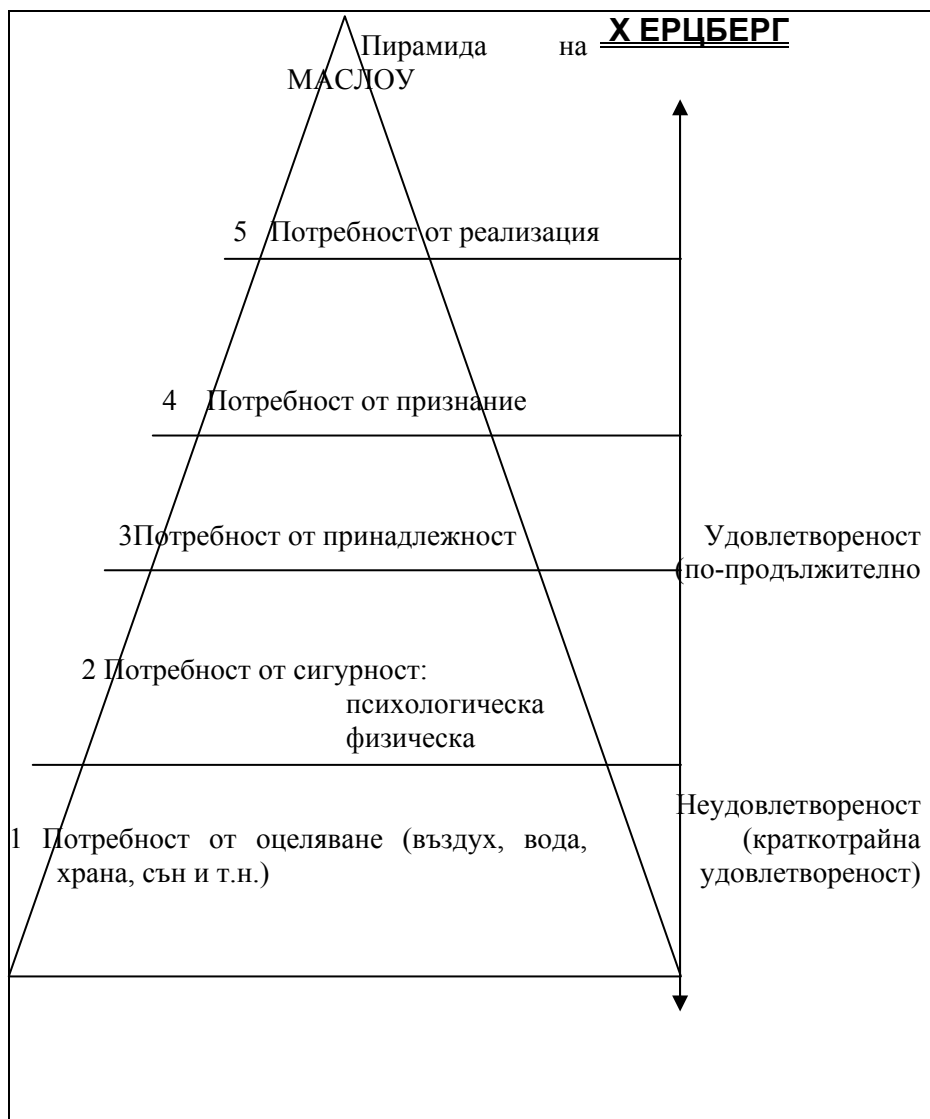 Х ЕРЦБЕРГ
Пирамида на
МАСЛОУ
5 Потребност от реализация
4 Потребност от признание
3Потребност от принадлежност
Удовлетвореност
(по-продължително
2 Потребност от сигурност:
психологическа
физическа
Неудовлетвореност
(краткотрайна
удовлетвореност)
1 Потребност от оцеляване (въздух, вода,
храна, сън и т.н.)